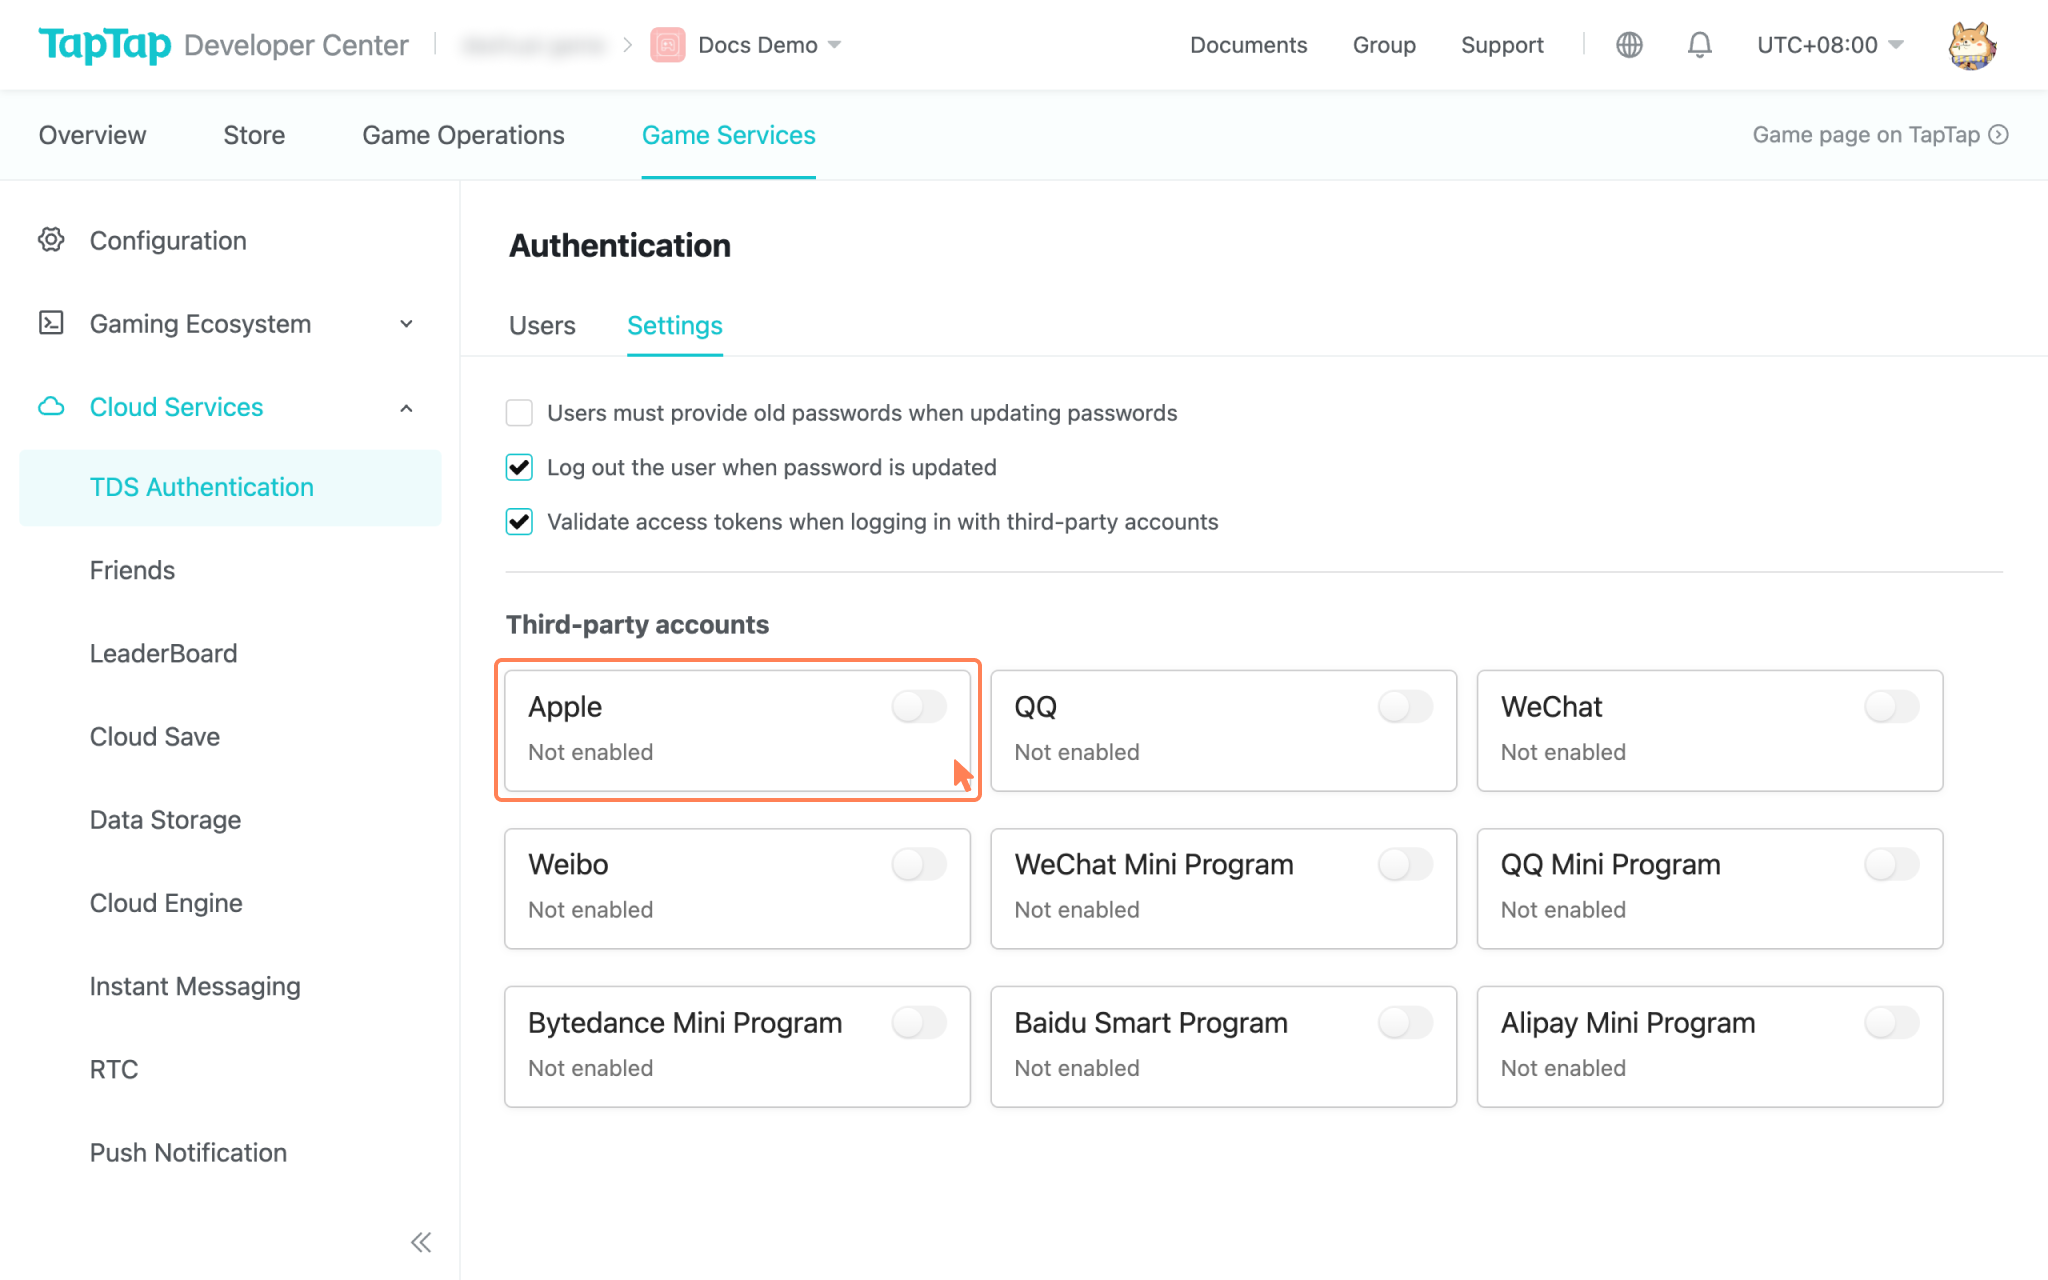 TapTap Developer Center
Docs Demo
Documents
Group
Support
UTC+08:00
Overview
Store
Game Operations
Game Services
Game page on TapTap
Configuration
Gaming Ecosystem
Cloud Services
TDS Authentication
Friends
LeaderBoard
Cloud Save
Data Storage
Cloud Engine
Instant Messaging
RTC
Push Notification
Authentication
Users
Settings
Users must provide old passwords when updating passwords
Log out the user when password is updated
Validate access tokens when logging in with third-party accounts
Third-party accounts
Apple
Not enabled
QQ
Not enabled
WeChat
Not enabled
Weibo
Not enabled
WeChat Mini Program
Not enabled
QQ Mini Program
Not enabled
Bytedance Mini Program
Not enabled
Baidu Smart Program
Not enabled
Alipay Mini Program
Not enabled